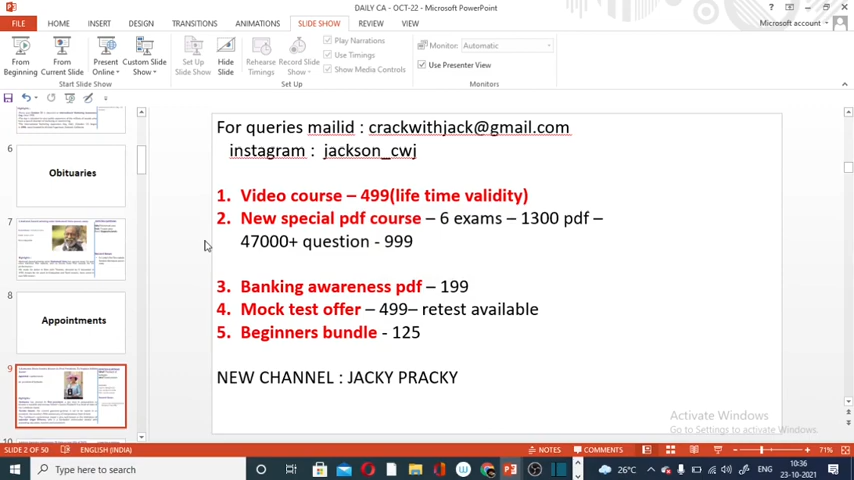 DAILY CA - OCT-22 - Microsoft PowerPoint
FILE HOME INSERT DESIGN TRANSITIONS ANIMATIONS SLIDE SHOW REVIEW VIEW Microsoft account
From Beginning
From Current Slide
Present Online
Custom Slide Show
Set Up Slide Show
Hide Slide
Rehearse Timings
Record Slide Show
Play Narrations
Use Timings
Show Media Controls
Monitor: Automatic
Use Presenter View
Start Slide Show Set Up Monitors
6
Obituaries
7
8
Appointments
9
10
For queries mailid : crackwithjack@gmail.com
instagram : jackson_cwj
1. Video course – 499(life time validity)
2. New special pdf course – 6 exams – 1300 pdf –
47000+ question - 999
3. Banking awareness pdf – 199
4. Mock test offer – 499– retest available
5. Beginners bundle - 125
NEW CHANNEL : JACKY PRACKY
Activate Windows
Go to Settings to activate Windows.
SLIDE 2 OF 50 ENGLISH (INDIA) NOTES COMMENTS 71%
Type here to search 26°C ENG 10:36
23-10-2021